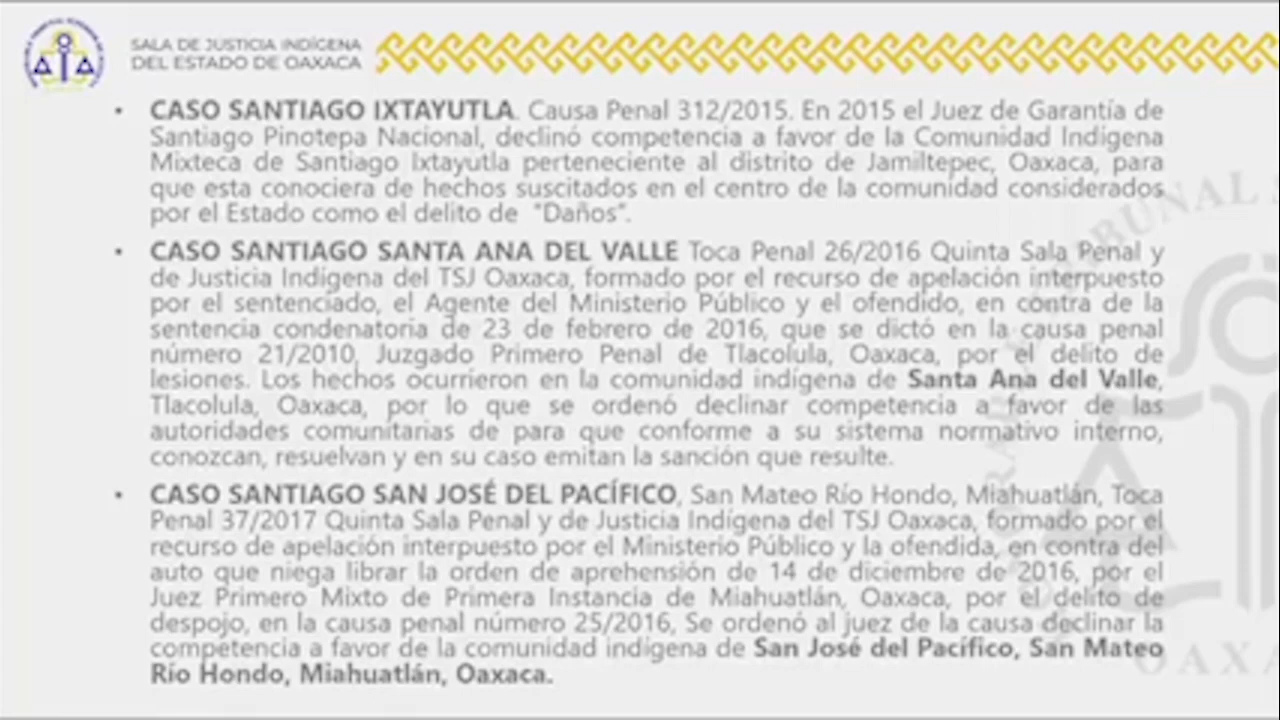 SALA DE JUSTICIA INDÍGENA
DEL ESTADO DE OAXACA
• CASO SANTIAGO IXTAYUTLA. Causa Penal 312/2015. En 2015 el Juez de Garantía de
Santiago Pinotepa Nacional, declinó competencia a favor de la Comunidad Indígena
Mixteca de Santiago Ixtayutla perteneciente al distrito de Jamiltepec, Oaxaca, para
que esta conociera de hechos suscitados en el centro de la comunidad considerados
por el Estado como el delito de "Daños".
• CASO SANTIAGO SANTA ANA DEL VALLE Toca Penal 26/2016 Quinta Sala Penal y
de Justicia Indígena del TSJ Oaxaca, formado por el recurso de apelación interpuesto
por el sentenciado, el Agente del Ministerio Público y el ofendido, en contra de la
sentencia condenatoria de 23 de febrero de 2016, que se dictó en la causa penal
número 21/2010, Juzgado Primero Penal de Tlacolula, Oaxaca, por el delito de
lesiones. Los hechos ocurrieron en la comunidad indígena de Santa Ana del Valle,
Tlacolula, Oaxaca, por lo que se ordenó declinar competencia a favor de las
autoridades comunitarias de para que conforme a su sistema normativo interno,
conozcan, resuelvan y en su caso emitan la sanción que resulte.
• CASO SANTIAGO SAN JOSÉ DEL PACÍFICO, San Mateo Río Hondo, Miahuatlán, Toca
Penal 37/2017 Quinta Sala Penal y de Justicia Indígena del TSJ Oaxaca, formado por el
recurso de apelación interpuesto por el Ministerio Público y la ofendida, en contra del
auto que niega librar la orden de aprehensión de 14 de diciembre de 2016, por el
Juez Primero Mixto de Primera Instancia de Miahuatlán, Oaxaca, por el delito de
despojo, en la causa penal número 25/2016, Se ordenó al juez de la causa declinar la
competencia a favor de la comunidad indígena de San José del Pacífico, San Mateo
Río Hondo, Miahuatlán, Oaxaca.